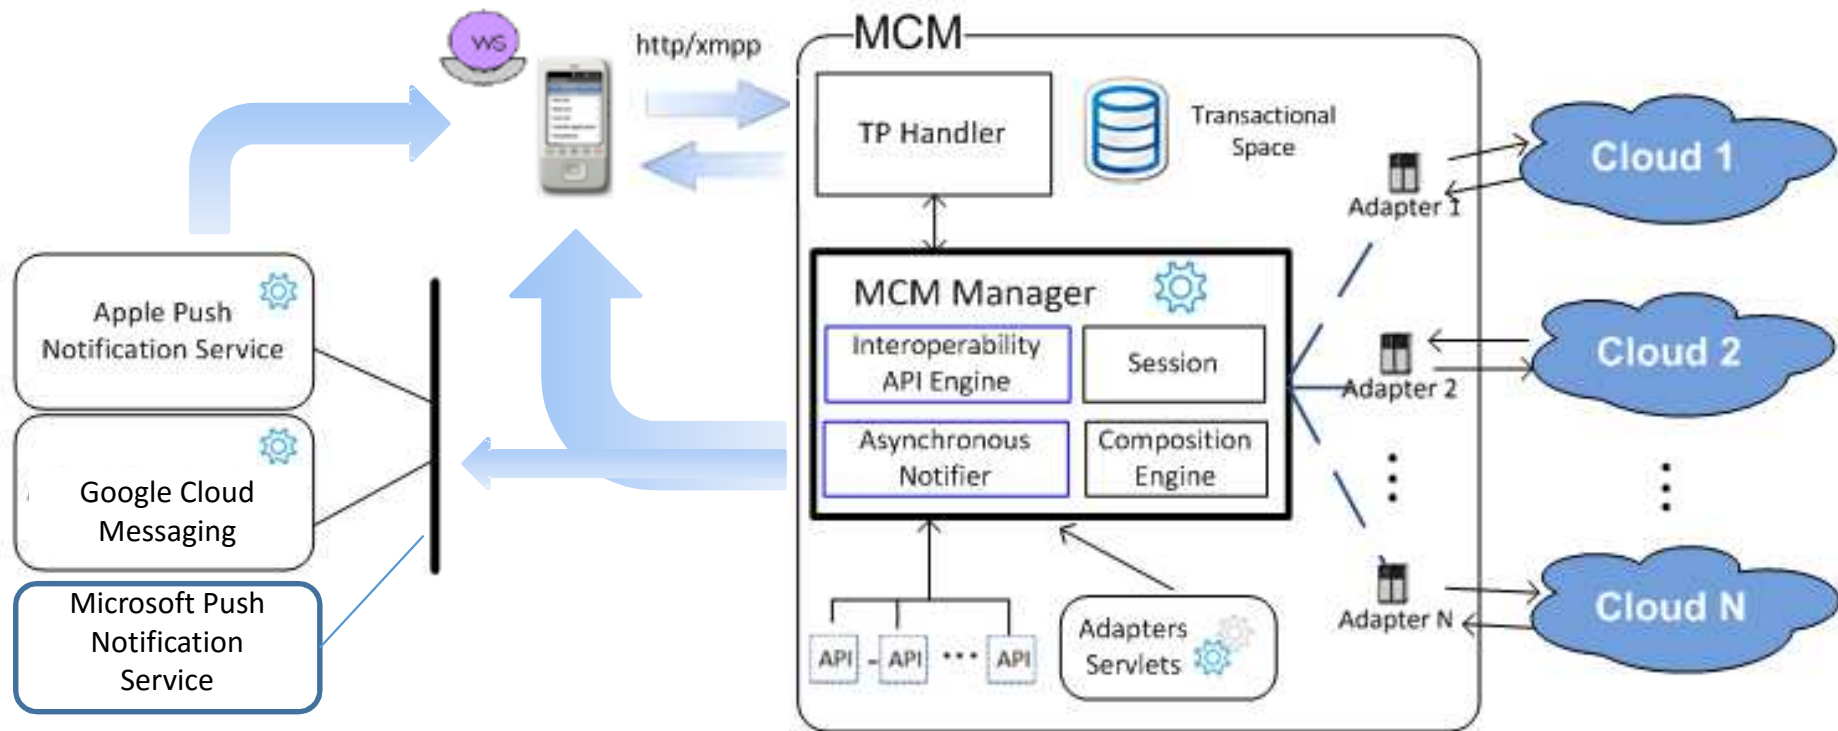 WS
http/xmpp
MCM
TP Handler
Transactional
Space
Adapter 1
Cloud 1
Apple Push
Notification Service
MCM Manager
Interoperability
API Engine
Session
Asynchronous
Notifier
Composition
Engine
Adapter 2
Cloud 2
Google Cloud
Messaging
Microsoft Push
Notification
Service
API
API
API
Adapters
Servlets
Adapter N
Cloud N